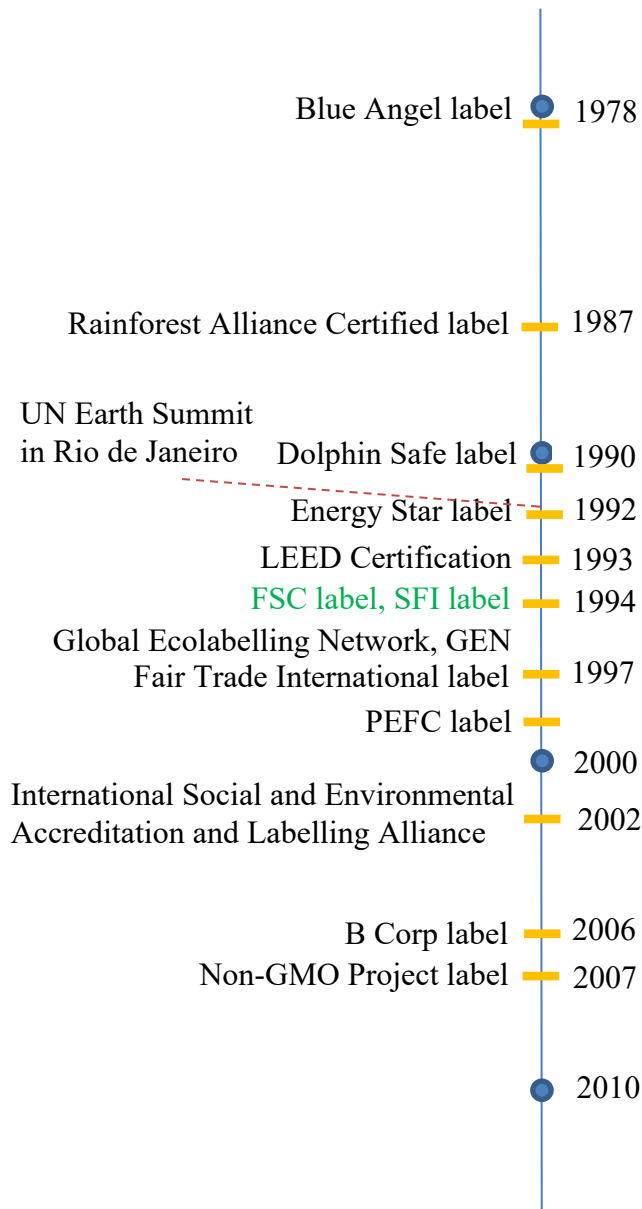 Blue Angel label 1978
Rainforest Alliance Certified label 1987
UN Earth Summit
in Rio de Janeiro
Dolphin Safe label 1990
Energy Star label 1992
LEED Certification 1993
FSC label, SFI label 1994
Global Ecolabelling Network, GEN
Fair Trade International label 1997
PEFC label
2000
International Social and Environmental
Accreditation and Labelling Alliance 2002
B Corp label 2006
Non-GMO Project label 2007
2010